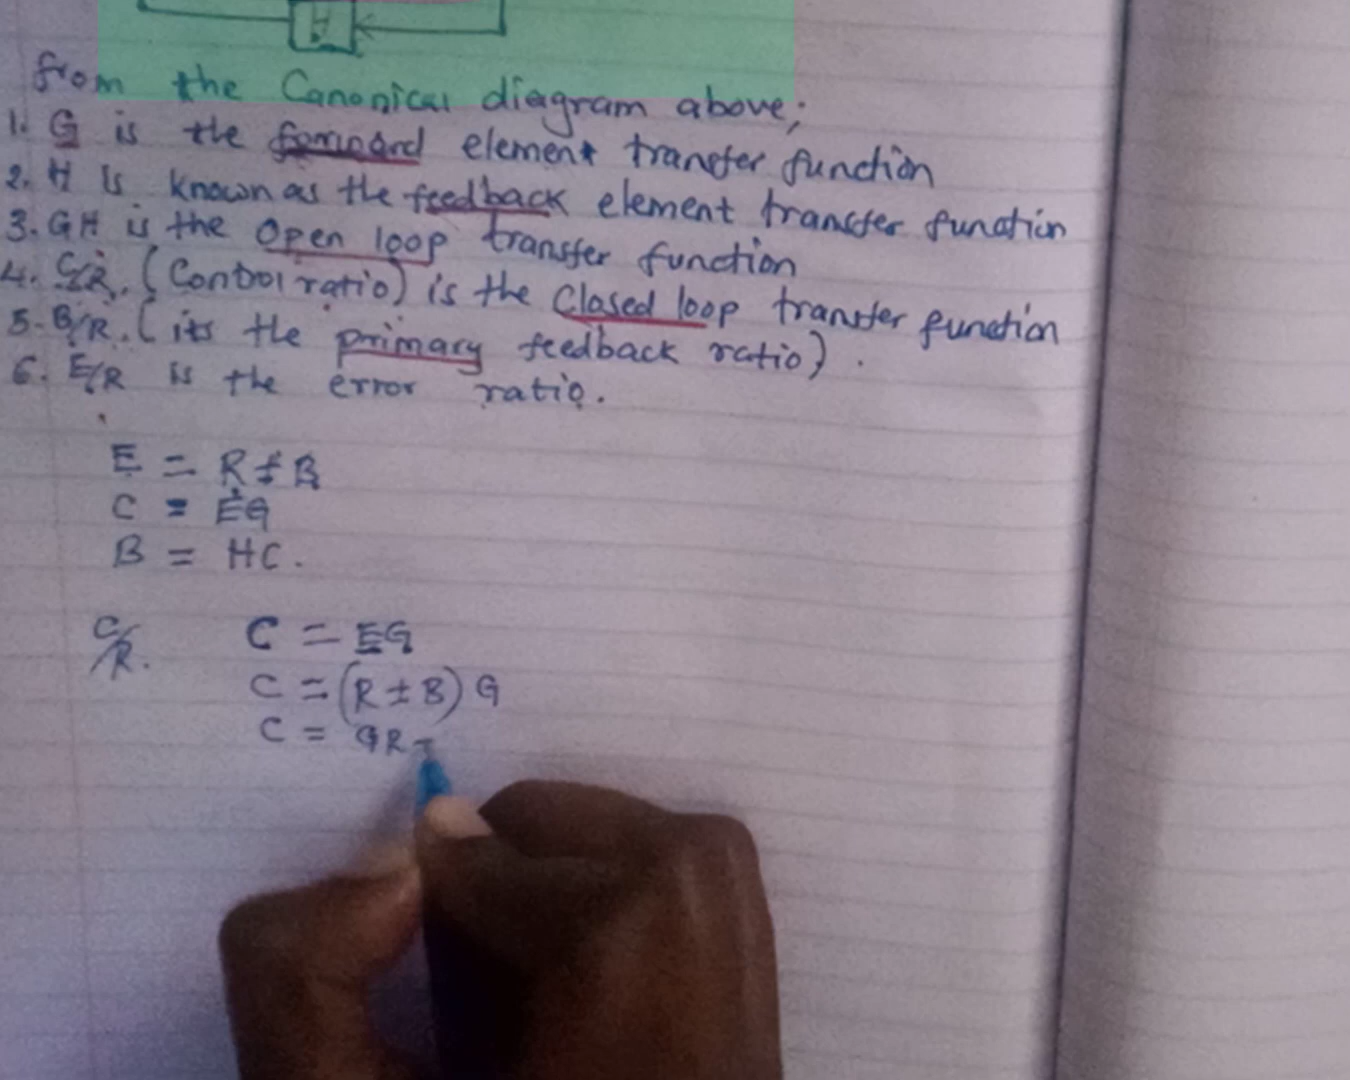 H
from the Canonical diagram above;
1. G is the forward element transfer function
2. H is known as the feedback element transfer function
3. GH is the open loop transfer function
4. C/R. (Control ratio) is the Closed loop transfer function
5. B/R. (its the primary feedback ratio).
6. E/R is the error ratio.
E = R ± B
C = EG
B = HC.
C/R. C = EG
C = (R ± B) G
C = GR